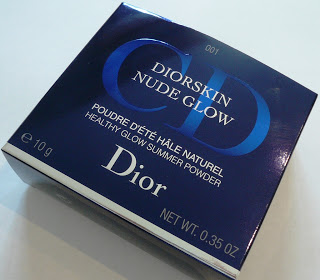 001
CD
DIORSKIN
NUDE GLOW
POUDRE D'ÉTÉ HÂLE NATUREL
HEALTHY GLOW SUMMER POWDER
Dior
℮ 10 g
NET WT. 0.35 OZ